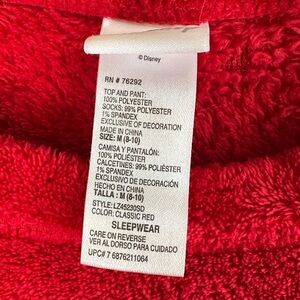 © Disney
RN # 76292
TOP AND PANT:
100% POLYESTER
SOCKS: 99% POLYESTER
1% SPANDEX
EXCLUSIVE OF DECORATION
MADE IN CHINA
SIZE: M (8-10)
CAMISA Y PANTALÓN:
100% POLIÉSTER
CALCETINES: 99% POLIÉSTER
1% SPANDEX
EXCLUSIVO DE DECORACIÓN
HECHO EN CHINA
TALLA : M (8-10)
STYLE: LZ45230SD
COLOR: CLASSIC RED
SLEEPWEAR
CARE ON REVERSE
VER AL DORSO PARA CUIDADO
UPC# 7 6876211064